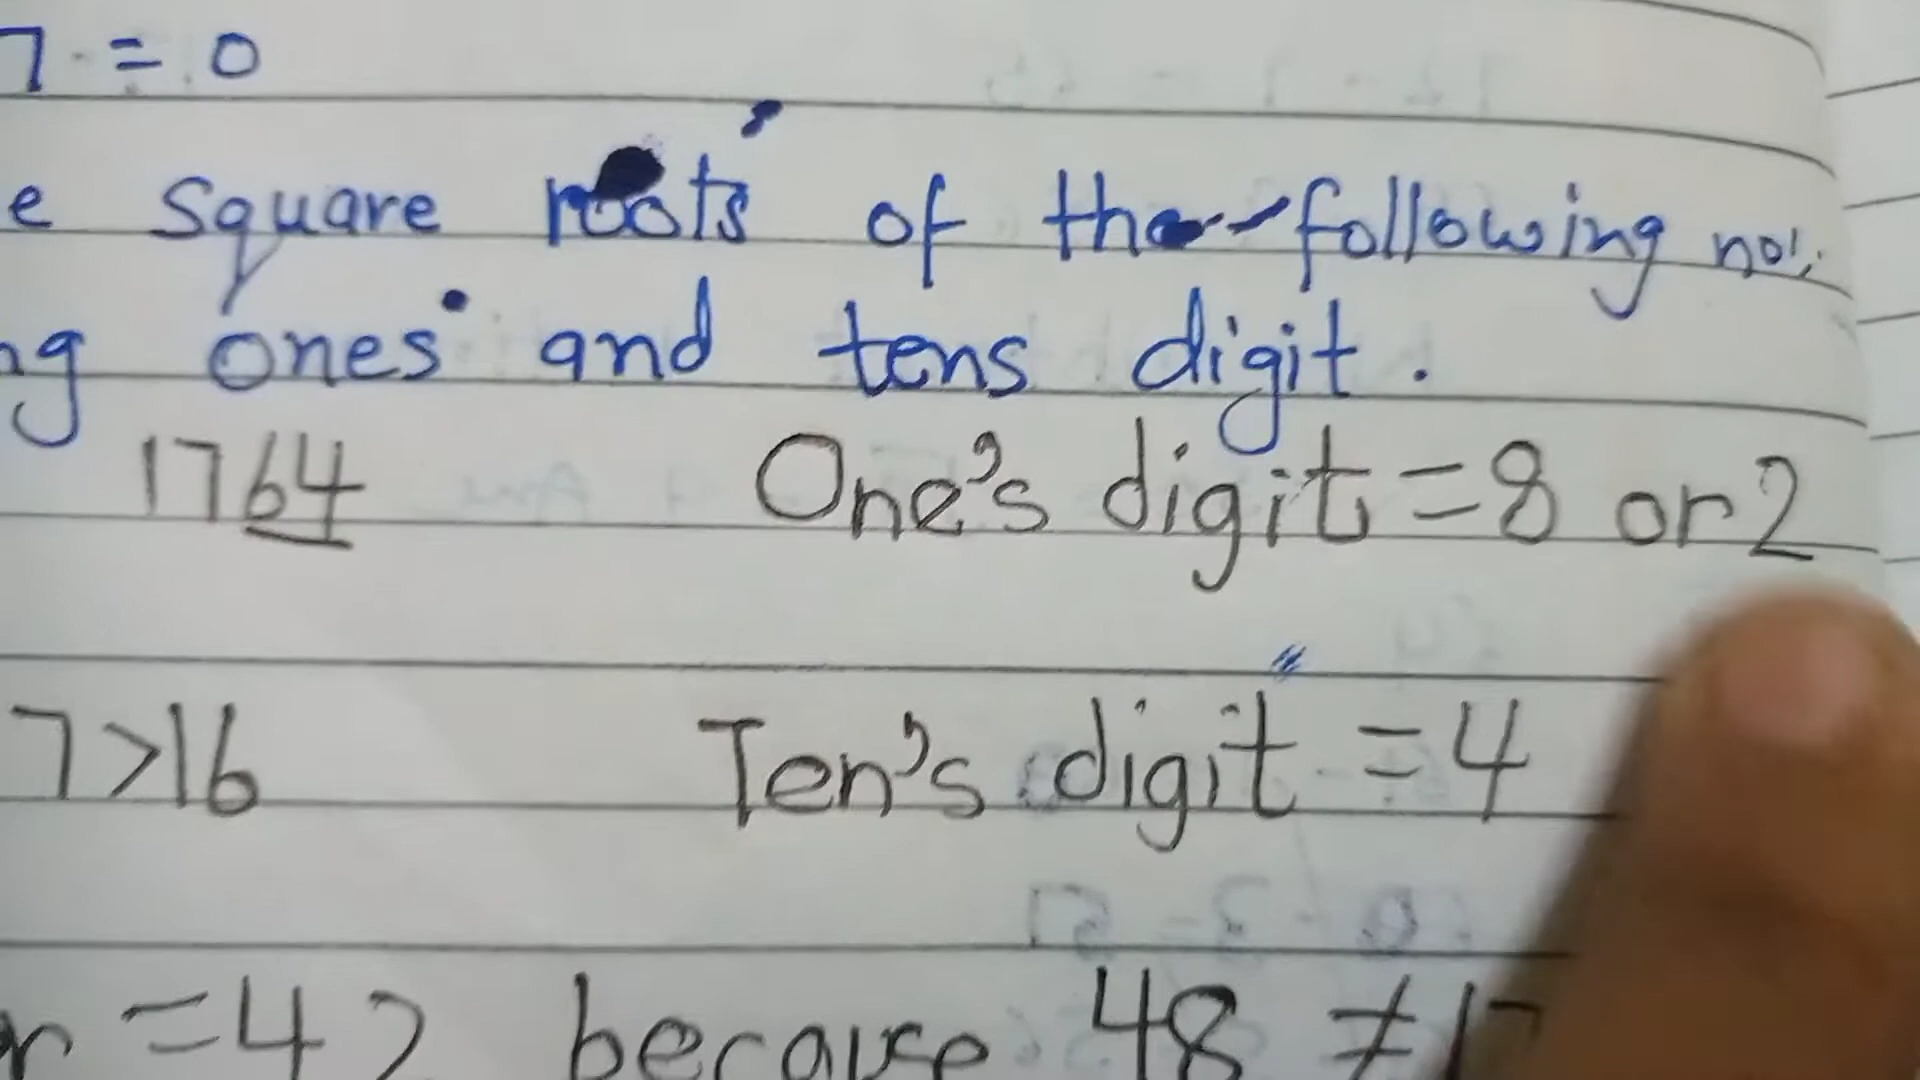 7 = 0
e square roots of the following no's.
ng ones and tens digit.
1764 One's digit = 8 or 2
7 > 16 Ten's digit = 4
r = 42 because 48 ≠ 17